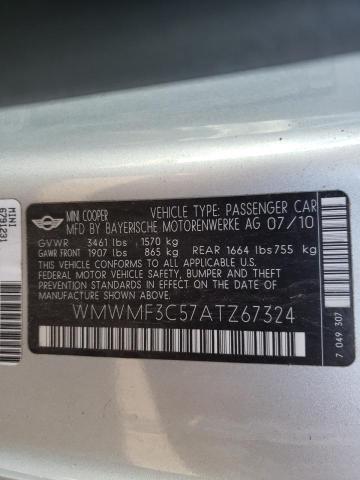 MINI COOPER VEHICLE TYPE: PASSENGER CAR
MFD BY BAYERISCHE MOTORENWERKE AG 07/10
GVWR 3461 lbs 1570 kg
GAWR FRONT 1907 lbs 865 kg REAR 1664 lbs 755 kg
THIS VEHICLE CONFORMS TO ALL APPLICABLE U.S.
FEDERAL MOTOR VEHICLE SAFETY, BUMPER AND THEFT
PREVENTION STANDARDS IN EFFECT ON THE DATE OF
MANUFACTURE SHOWN ABOVE.
WMWMF3C57ATZ67324
7 049 307
MINI
6791231